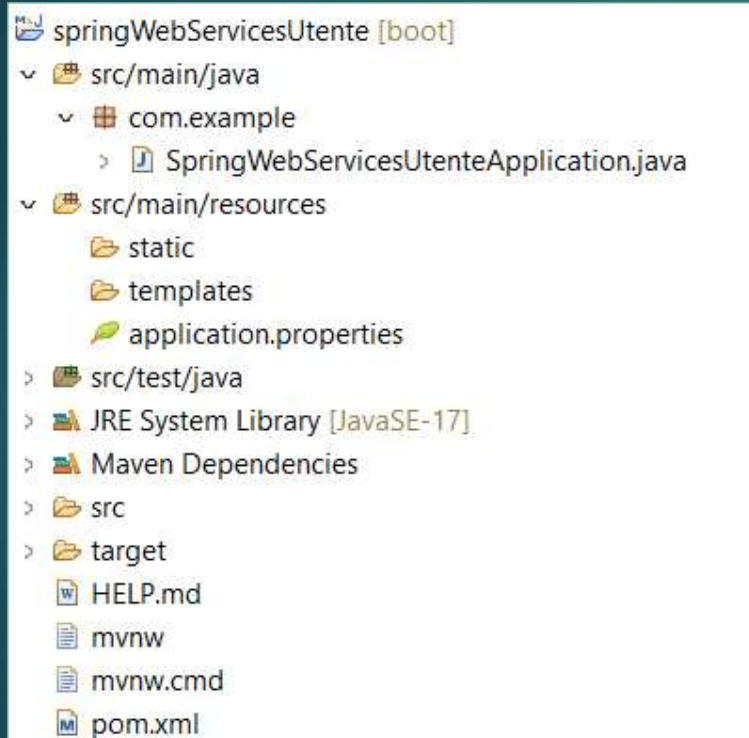 springWebServicesUtente [boot]
src/main/java
com.example
SpringWebServicesUtenteApplication.java
src/main/resources
static
templates
application.properties
src/test/java
JRE System Library [JavaSE-17]
Maven Dependencies
src
target
HELP.md
mvnw
mvnw.cmd
pom.xml